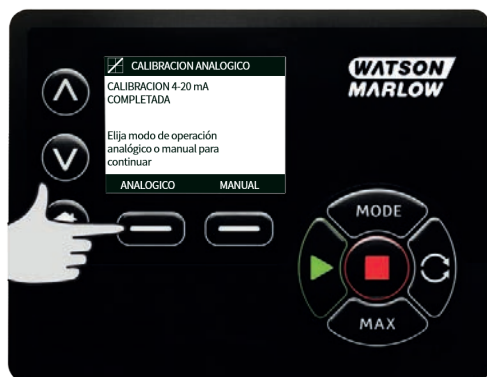 CALIBRACION ANALOGICO
CALIBRACION 4-20 mA
COMPLETADA
Elija modo de operación
analógico o manual para
continuar
ANALOGICO MANUAL
WATSON
MARLOW
MODE
MAX